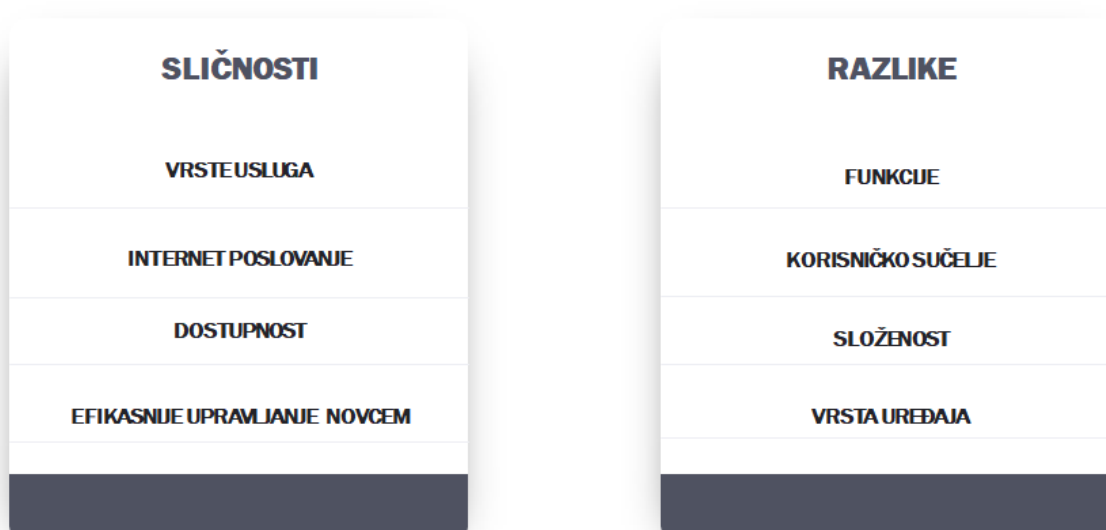 SLIČNOSTI
VRSTE USLUGA
INTERNET POSLOVANJE
DOSTUPNOST
EFIKASNIJE UPRAVLJANJE NOVCEM
RAZLIKE
FUNKCIJE
KORISNIČKO SUČELJE
SLOŽENOST
VRSTA UREĐAJA